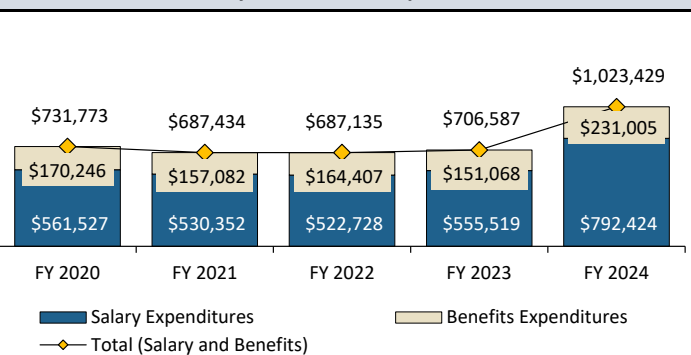 $1,023,429
$731,773 $687,434 $687,135 $706,587
$231,005
$170,246 $157,082 $164,407 $151,068
$561,527 $530,352 $522,728 $555,519 $792,424
FY 2020 FY 2021 FY 2022 FY 2023 FY 2024
Salary Expenditures Benefits Expenditures
Total (Salary and Benefits)